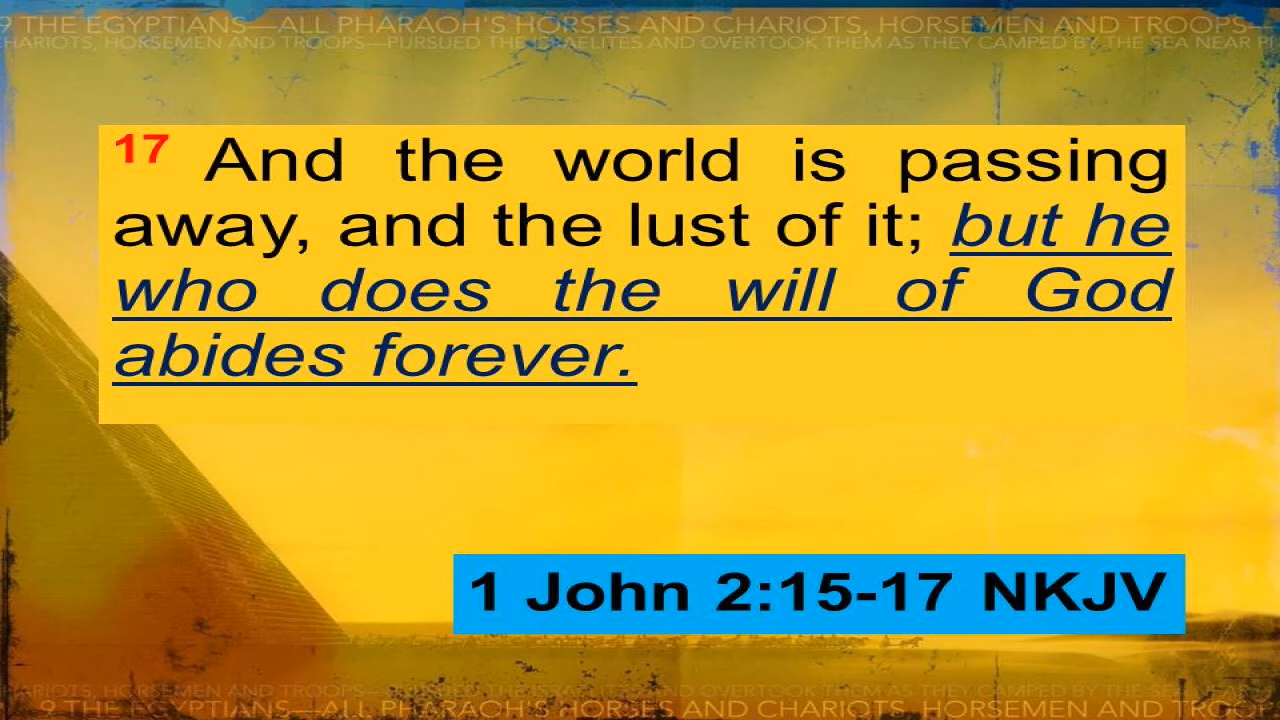 9 THE EGYPTIANS—ALL PHARAOH'S HORSES AND CHARIOTS, HORSEMEN AND TROOPS—
HARIOTS, HORSEMEN AND TROOPS—PURSUED THE ISRAELITES AND OVERTOOK THEM AS THEY CAMPED BY THE SEA NEAR
17 And the world is passing
away, and the lust of it; but he
who does the will of God
abides forever.
1 John 2:15-17 NKJV
HARIOTS, HORSEMEN AND TROOPS— THE ISRAELITES AND OVERTOOK THEM AS THEY CAMPED BY THE SEA
9 THE EGYPTIANS—ALL PHARAOH'S HORSES AND CHARIOTS, HORSEMEN AND TROOPS